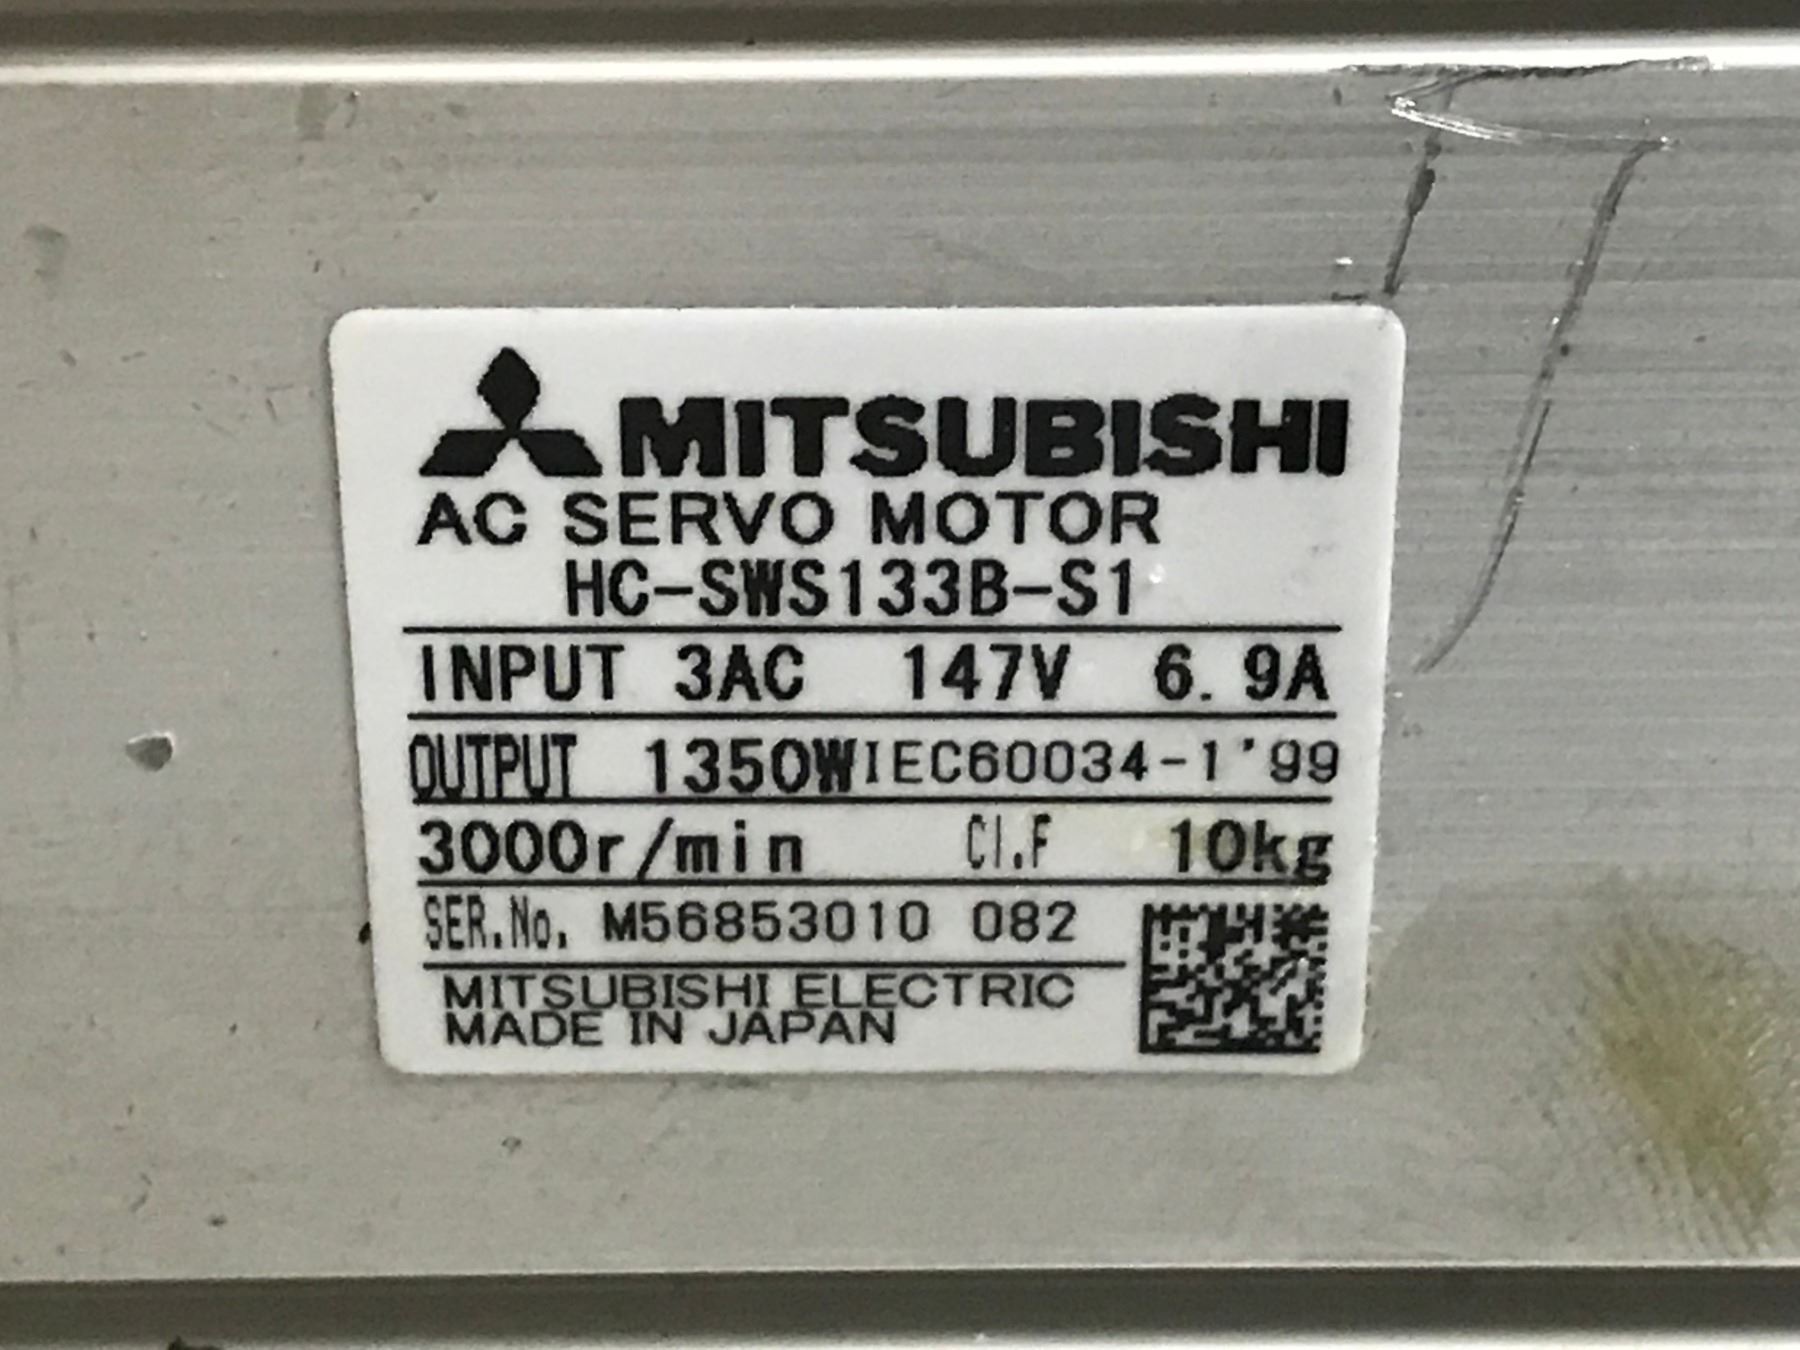 MITSUBISHI
AC SERVO MOTOR
HC-SWS133B-S1
INPUT 3AC 147V 6.9A
OUTPUT 1350W IEC60034-1'99
3000r/min CI.F 10kg
SER.No. M56853010 082
MITSUBISHI ELECTRIC
MADE IN JAPAN